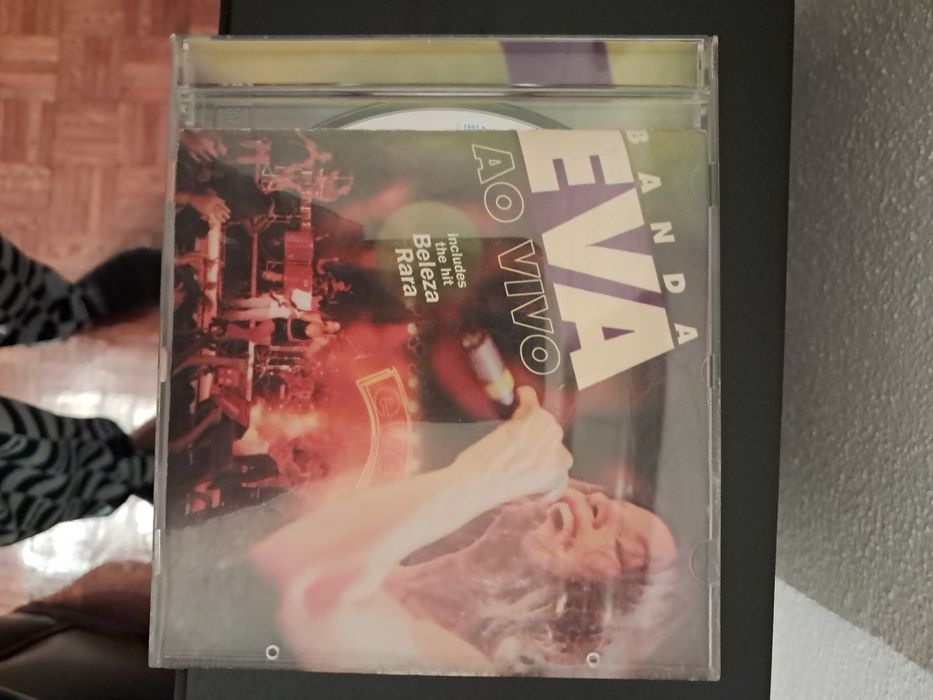 BANDA
EVA
AO VIVO
includes
the hit
Beleza
Rara